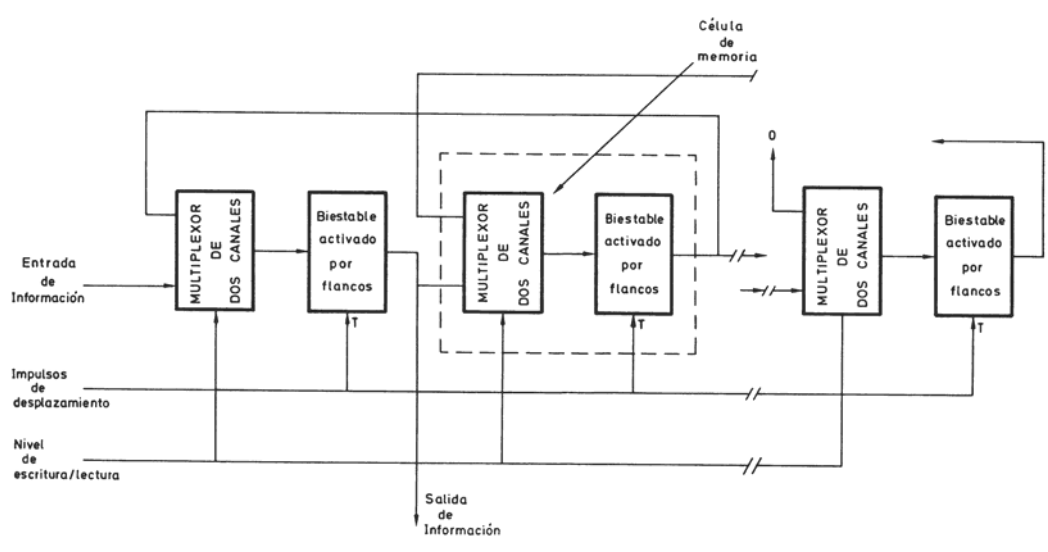 Célula
de
memoria
O
MULTIPLEXOR
DE
DOS CANALES
Biestable
activado
por
flancos
T
MULTIPLEXOR
DE
DOS CANALES
Biestable
activado
por
flancos
T
MULTIPLEXOR
DE
DOS CANALES
Biestable
activado
por
flancos
T
Entrada
de
Información
Impulsos
de
desplazamiento
Nivel
de
escritura/lectura
Salida
de
Información